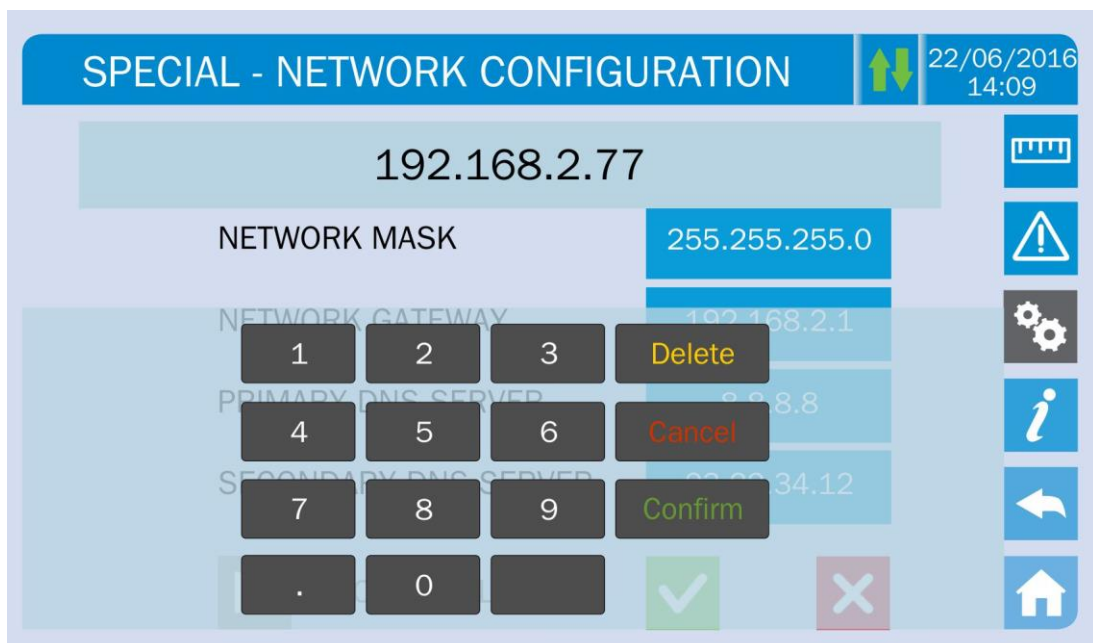 SPECIAL - NETWORK CONFIGURATION
22/06/2016
14:09
192.168.2.77
NETWORK MASK
255.255.255.0
NETWORK GATEWAY
192.168.2.1
1
2
3
Delete
PRIMARY DNS SERVER
8.8.8.8
4
5
6
Cancel
SECONDARY DNS SERVER
34.12
7
8
9
Confirm
.
0